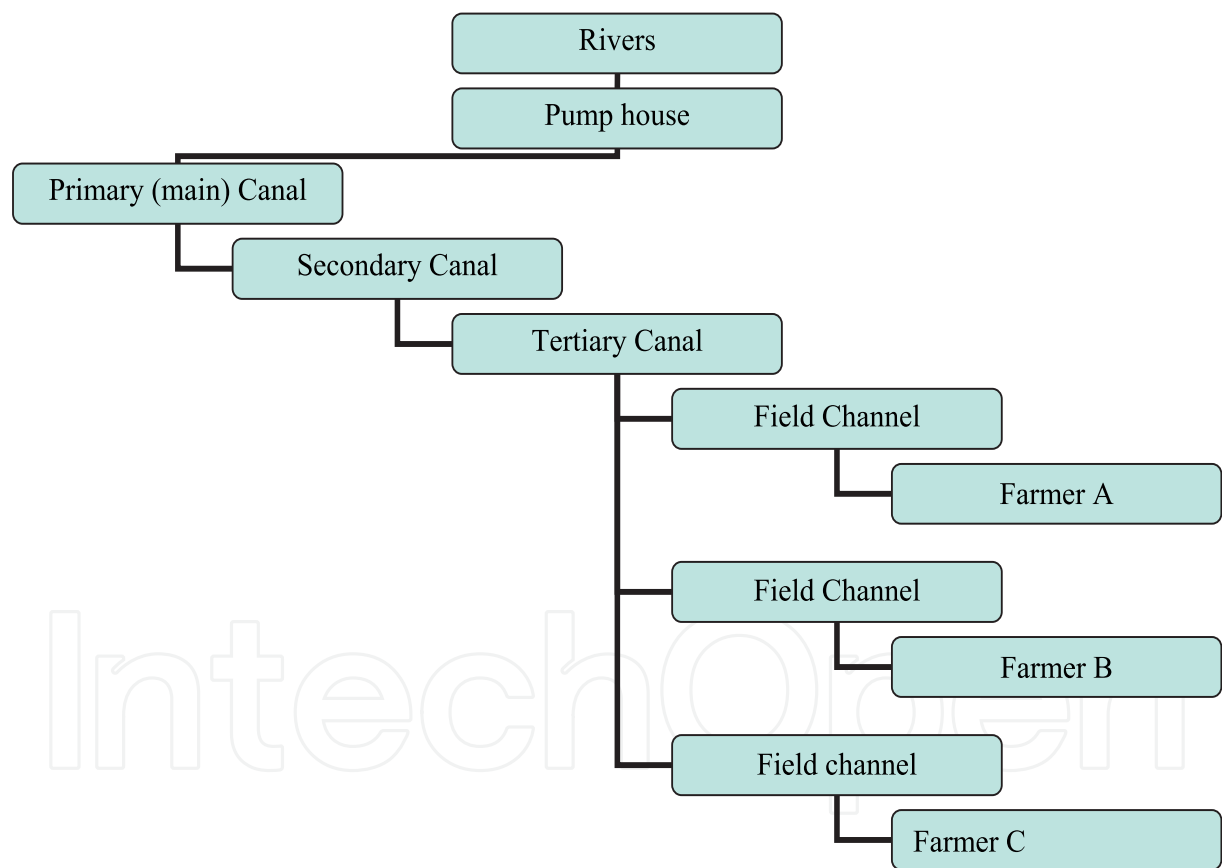 Rivers
Pump house
Primary (main) Canal
Secondary Canal
Tertiary Canal
Field Channel
Farmer A
Field Channel
Farmer B
Field channel
Farmer C
IntechOpen